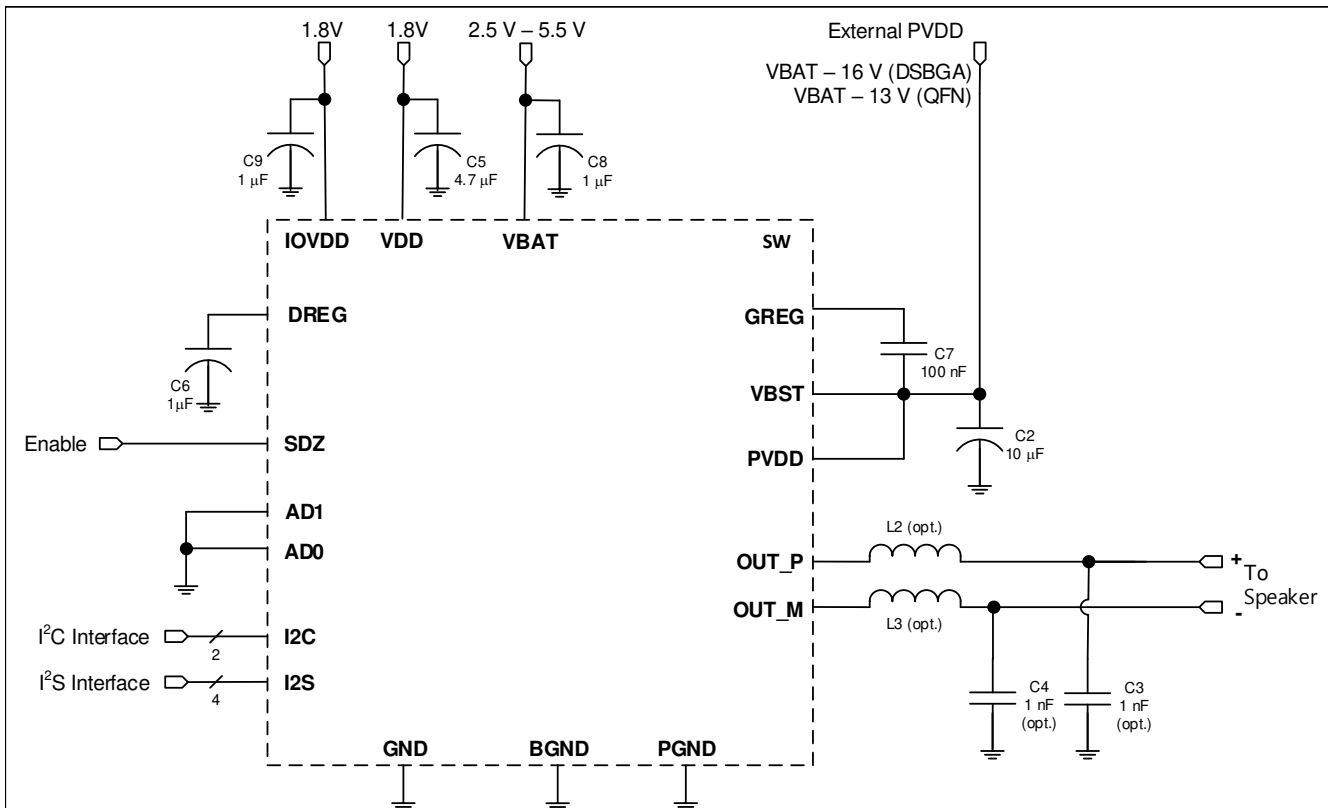 1.8V
1.8V
2.5 V – 5.5 V
External PVDD
VBAT – 16 V (DSBGA)
VBAT – 13 V (QFN)
C9
1 μF
C5
4.7 μF
C8
1 μF
IOVDD
VDD
VBAT
SW
DREG
GREG
C6
1μF
C7
100 nF
VBST
C2
10 μF
Enable
SDZ
PVDD
AD1
AD0
L2 (opt.)
OUT_P
+
To
Speaker
-
OUT_M
L3 (opt.)
I²C Interface
2
I2C
I²S Interface
4
I2S
C4
1 nF
(opt.)
C3
1 nF
(opt.)
GND
BGND
PGND